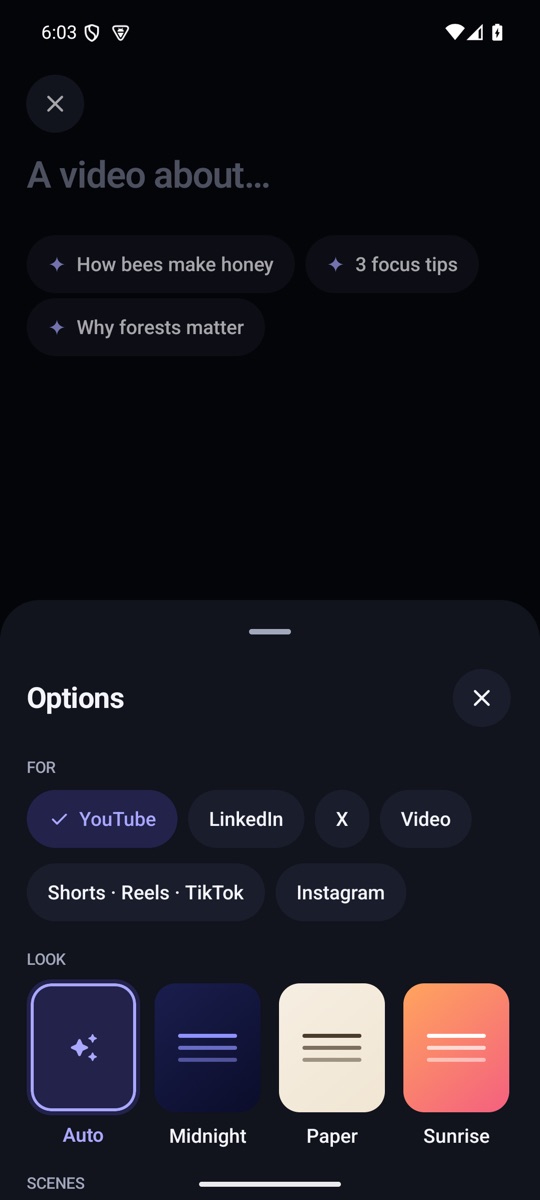 6:03
A video about...
How bees make honey
3 focus tips
Why forests matter
Options
FOR
YouTube
LinkedIn
X
Video
Shorts · Reels · TikTok
Instagram
LOOK
Auto
Midnight
Paper
Sunrise
SCENES